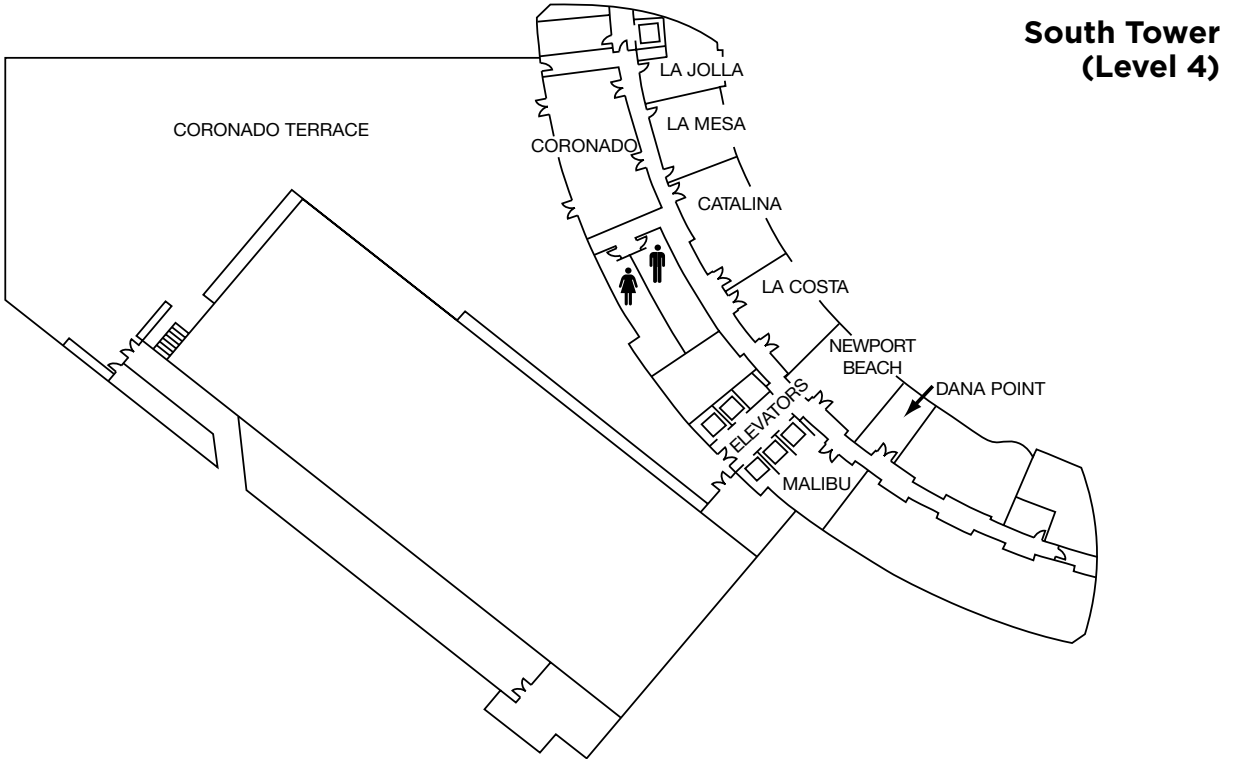 South Tower
(Level 4)
LA JOLLA
CORONADO TERRACE
LA MESA
CORONADO
CATALINA
LA COSTA
NEWPORT
BEACH
DANA POINT
ELEVATORS
MALIBU